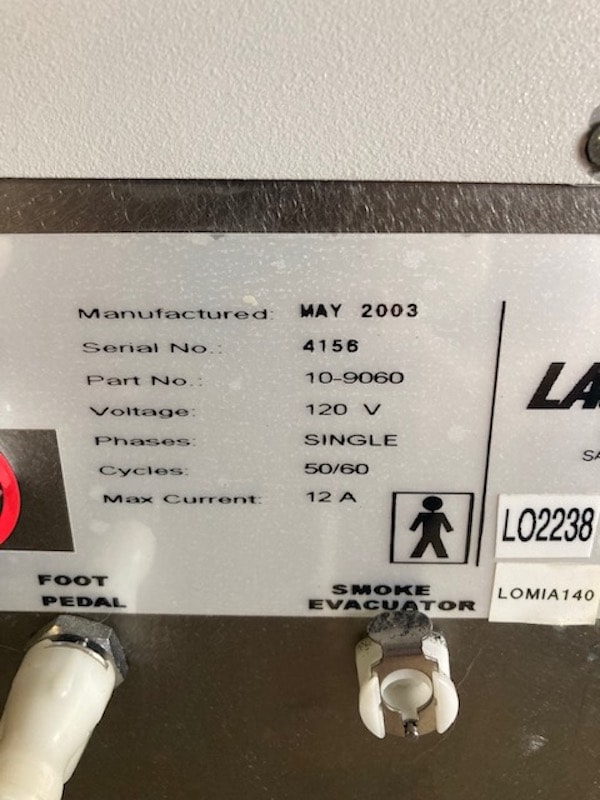 Manufactured: MAY 2003
Serial No.: 4156
Part No.: 10-9060
Voltage: 120 V
Phases: SINGLE
Cycles: 50/60
Max Current: 12 A
LO2238
LOMIA140
FOOT
PEDAL
SMOKE
EVACUATOR